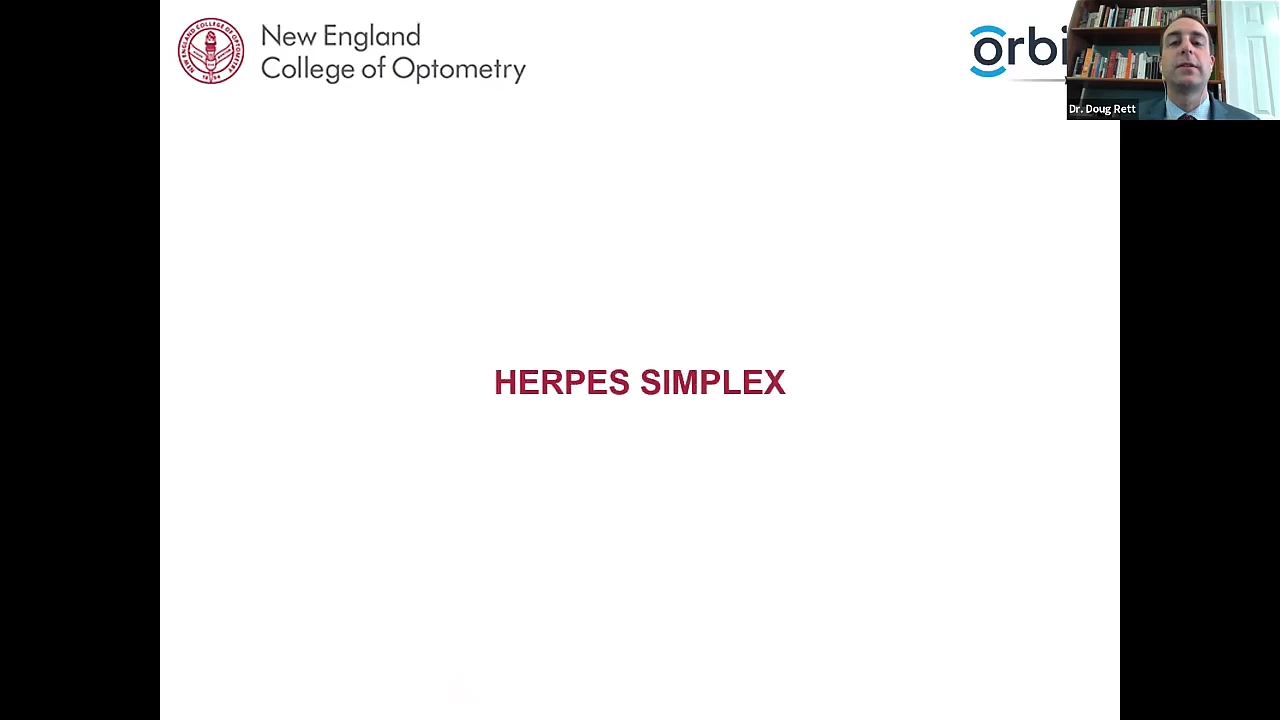 New England
College of Optometry
orbi
Dr. Doug Rett
HERPES SIMPLEX